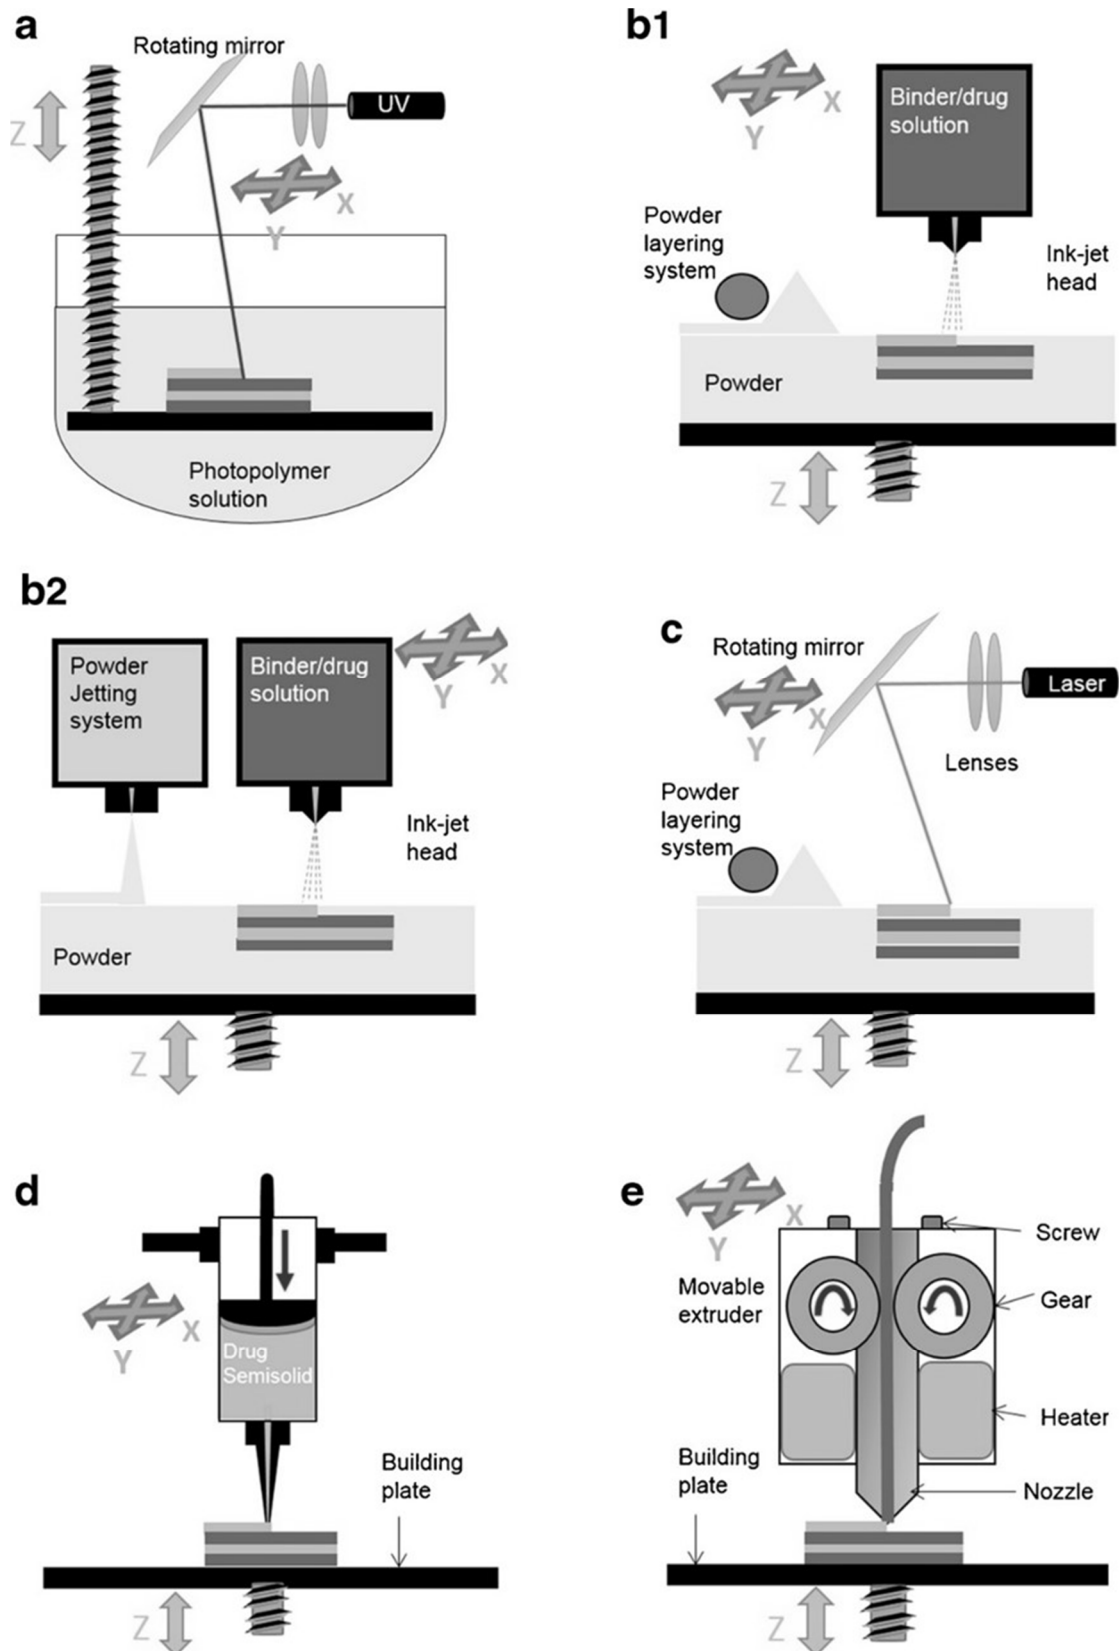 a
Rotating mirror
UV
Z
X
Y
Photopolymer
solution
b1
X
Y
Binder/drug
solution
Powder
layering
system
Ink-jet
head
Powder
Z
b2
Powder
Jetting
system
Binder/drug
solution
X
Y
Ink-jet
head
Powder
Z
c
Rotating mirror
X
Y
Laser
Lenses
Powder
layering
system
Z
d
X
Y
Drug
Semisolid
Building
plate
Z
e
X
Y
Screw
Movable
extruder
Gear
Heater
Building
plate
Nozzle
Z